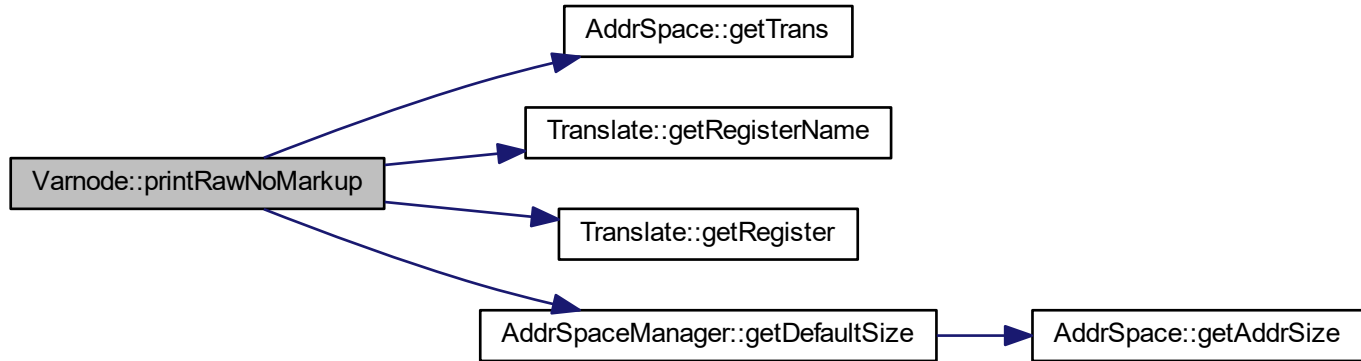 AddrSpace::getTrans
Translate::getRegisterName
Varnode::printRawNoMarkup
Translate::getRegister
AddrSpaceManager::getDefaultSize
AddrSpace::getAddrSize